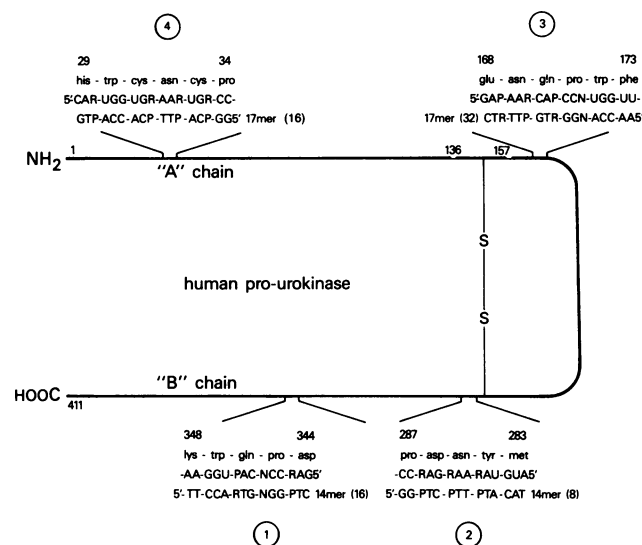 4
3
29 34
his - trp - cys - asn - cys - pro
5'CAR-UGG-UGR-AAR-UGR-CC-
GTP-ACC-ACP-TTP-ACP-GG5' 17mer (16)
168 173
glu - asn - gln - pro - trp - phe
5'GAP-AAR-CAP-CCN-UGG-UU-
17mer (32) CTR-TTP-GTR-GGN-ACC-AA5'
NH2 1 136 157
"A" chain
S
human pro-urokinase
S
"B" chain
HOOC
411
348 344
lys - trp - gln - pro - asp
-AA-GGU-PAC-NCC-RAG5'
5'-TT-CCA-RTG-NGG-PTC 14mer (16)
287 283
pro - asp - asn - tyr - met
-CC-RAG-RAA-RAU-GUA5'
5'-GG-PTC-PTT-PTA-CAT 14mer (8)
1
2